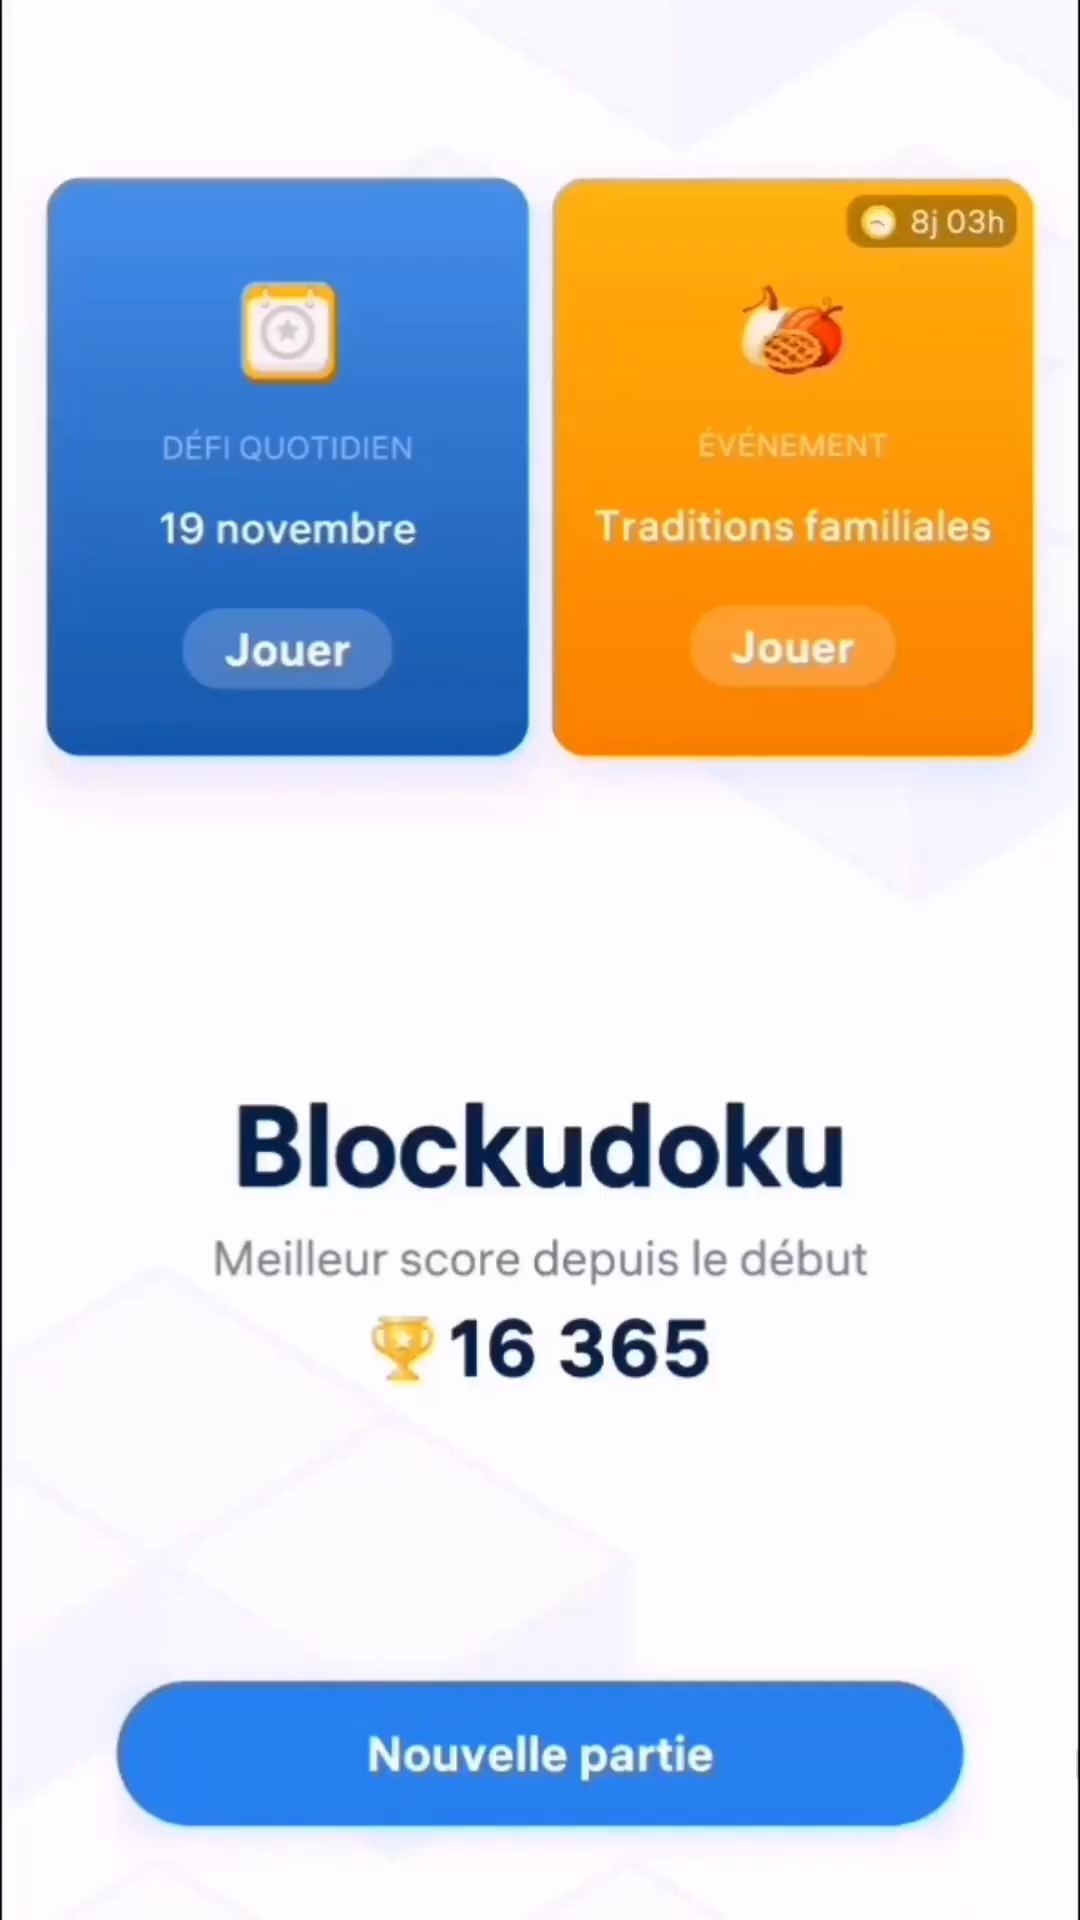 8j 03h
DÉFI QUOTIDIEN
19 novembre
Jouer
ÉVÉNEMENT
Traditions familiales
Jouer
Blockudoku
Meilleur score depuis le début
16 365
Nouvelle partie